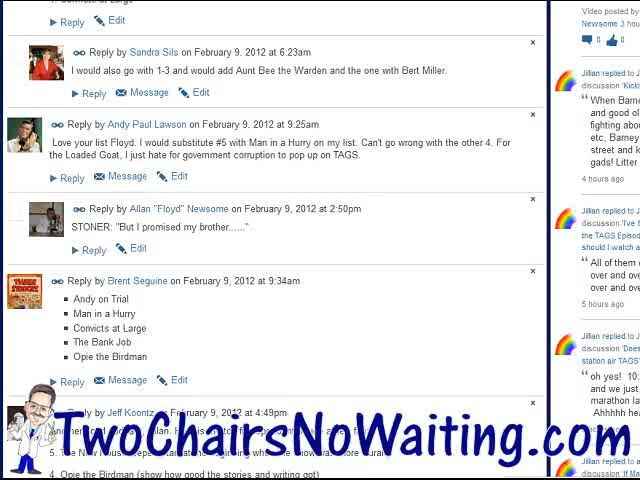 Reply
Edit
Reply by Sandra Sils on February 9. 2012 at 6:23am
I would also go with 1-3 and would add Aunt Bee the Warden and the one with Bert Miller.
Reply Message Edit
Reply by Andy Paul Lawson on February 9. 2012 at 9:25am
Love your list Floyd. I would substitute #5 with Man in a Hurry on my list. Can't go wrong with the other 4. For
the Loaded Goat, I just hate for government corruption to pop up on TAGS.
Reply Message Edit
Reply by Allan "Floyd" Newsome on February 9, 2012 at 2:50pm
STONER: "But I promised my brother......"
Reply Edit
Reply by Brent Seguine on February 9, 2012 at 9:34am
Andy on Trial
Man in a Hurry
Convicts at Large
The Bank Job
Opie the Birdman
Reply Message Edit
by Jeff Koontz February 9, 2012 at 4:49pm
TwoChairsNoWaiting.com
4. Opie the Birdman (show how good the stories and writing got)
Video posted by
Newsome 3 hou
0 0
Jillian replied to J
discussion 'Kicki
When Barne
and good ol
fighting abou
etc, Barney
street and k
gads! Litter
4 hours ago
Jillian replied to
discussion 'I've
the TAGS Episod
should I watch a
All of them
over and ove
over and ove
5 hours ago
Jillian replied to
discussion 'Does
station air TAGS'
oh yes! 10:
and we just
marathon la
Ahhhhh hea
Jillian replied to a
discussion 'If Ma